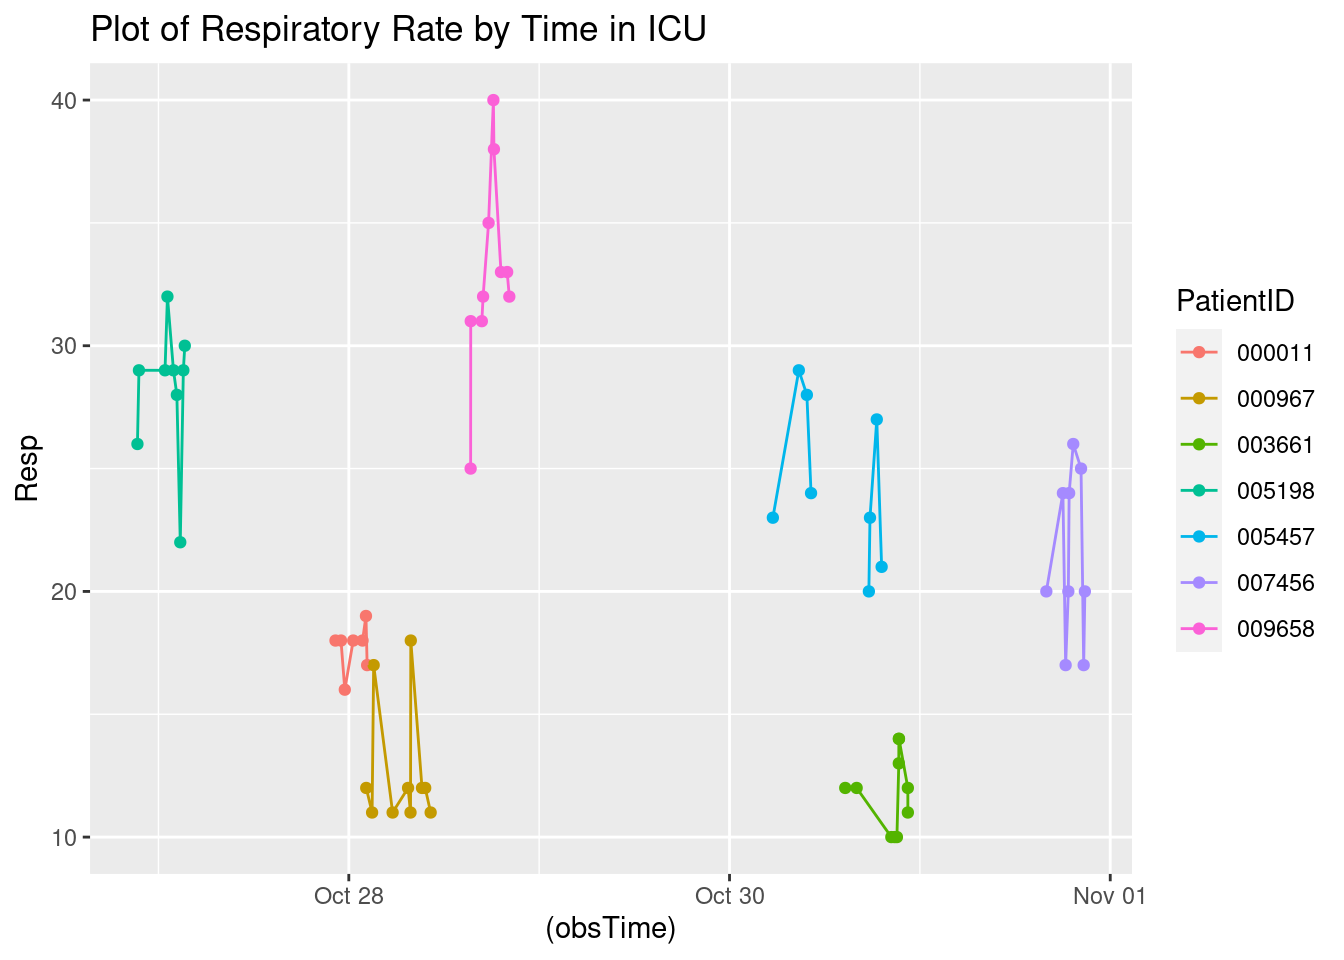 Plot of Respiratory Rate by Time in ICU
40
30
20
10
Resp
Oct 28
Oct 30
Nov 01
(obsTime)
PatientID
000011
000967
003661
005198
005457
007456
009658